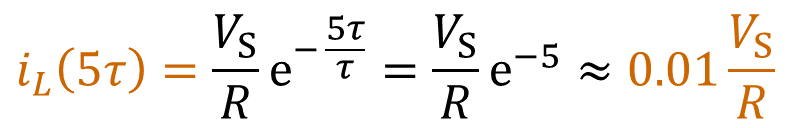 i_L(5τ) = V_S/R e^(−5τ/τ) = V_S/R e^(−5) ≈ 0.01 V_S/R